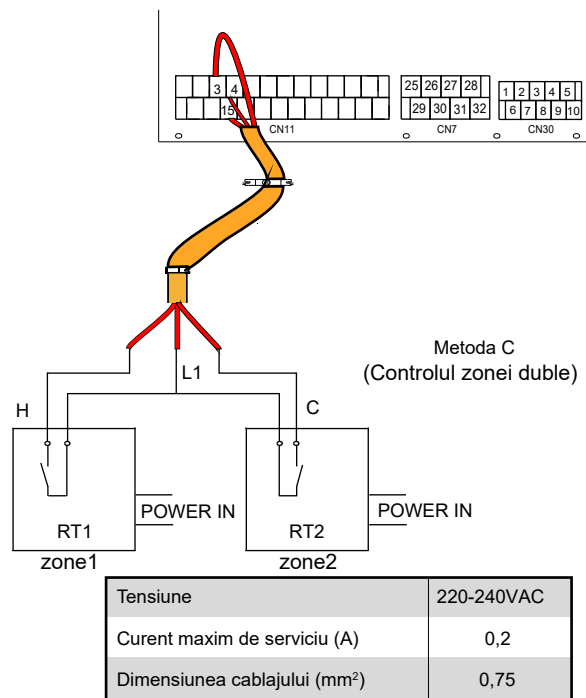 3 4
15
CN11
25 26 27 28
29 30 31 32
CN7
1 2 3 4 5
6 7 8 9 10
CN30
Metoda C
(Controlul zonei duble)
L1
H
C
RT1
POWER IN
zone1
RT2
POWER IN
zone2
Tensiune 220-240VAC
Curent maxim de serviciu (A) 0,2
Dimensiunea cablajului (mm²) 0,75